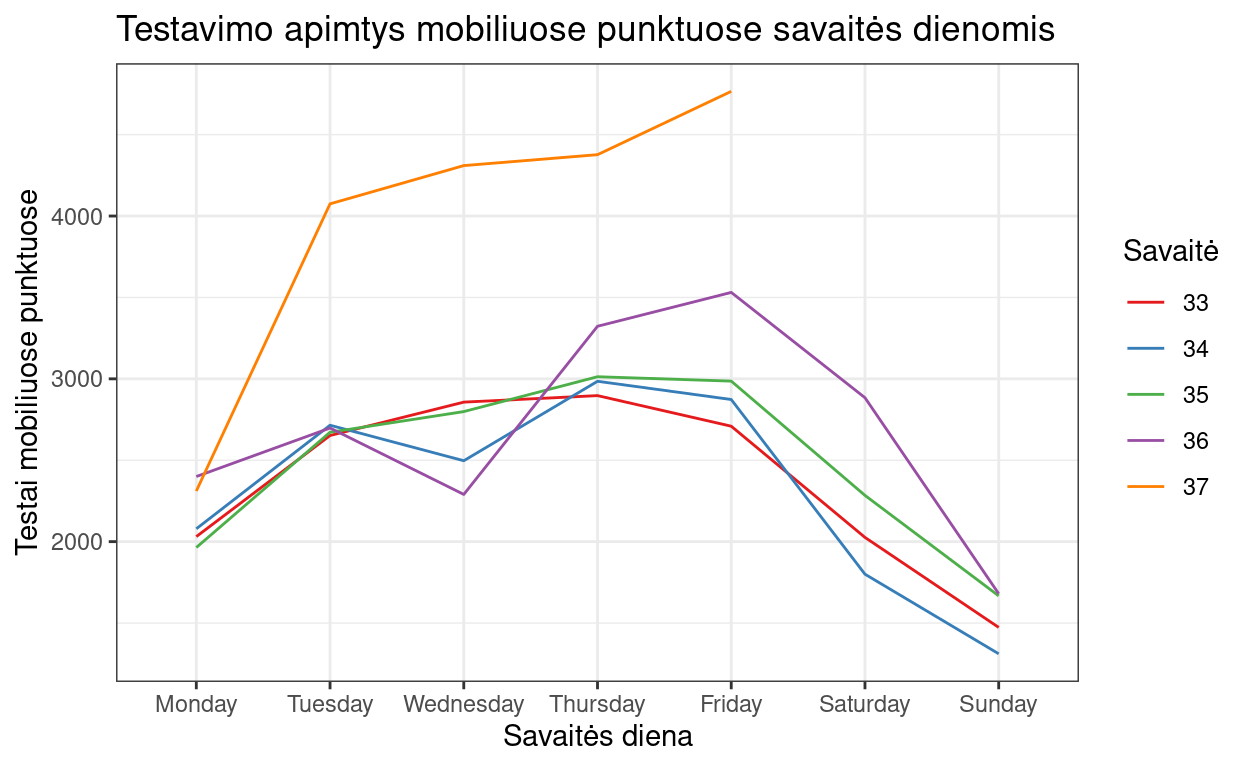 Testavimo apimtys mobiliuose punktuose savaitės dienomis
Testai mobiliuose punktuose
4000
3000
2000
Monday Tuesday Wednesday Thursday Friday Saturday Sunday
Savaitės diena
Savaitė
33
34
35
36
37